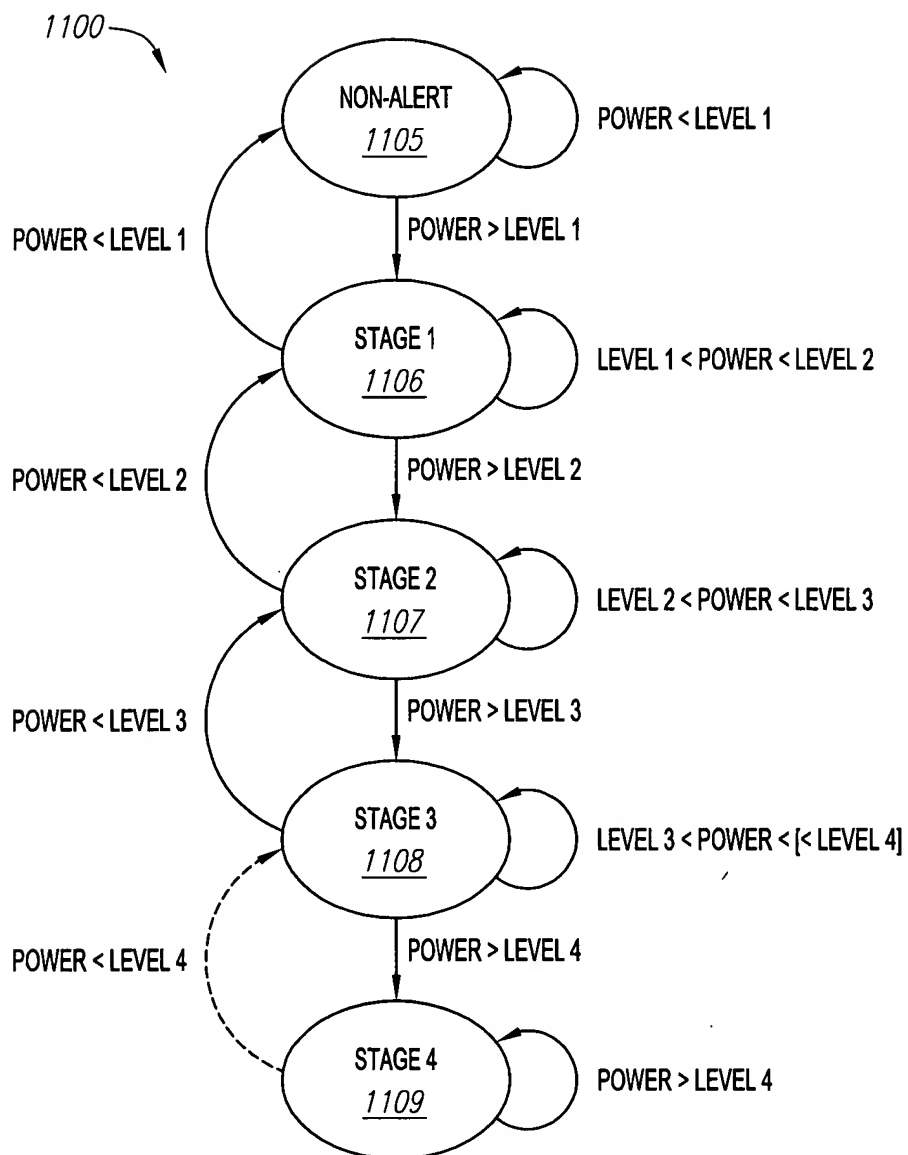 1100
NON-ALERT
1105
POWER < LEVEL 1
POWER < LEVEL 1
POWER > LEVEL 1
STAGE 1
1106
LEVEL 1 < POWER < LEVEL 2
POWER < LEVEL 2
POWER > LEVEL 2
STAGE 2
1107
LEVEL 2 < POWER < LEVEL 3
POWER < LEVEL 3
POWER > LEVEL 3
STAGE 3
1108
LEVEL 3 < POWER < [< LEVEL 4]
POWER < LEVEL 4
POWER > LEVEL 4
STAGE 4
1109
POWER > LEVEL 4